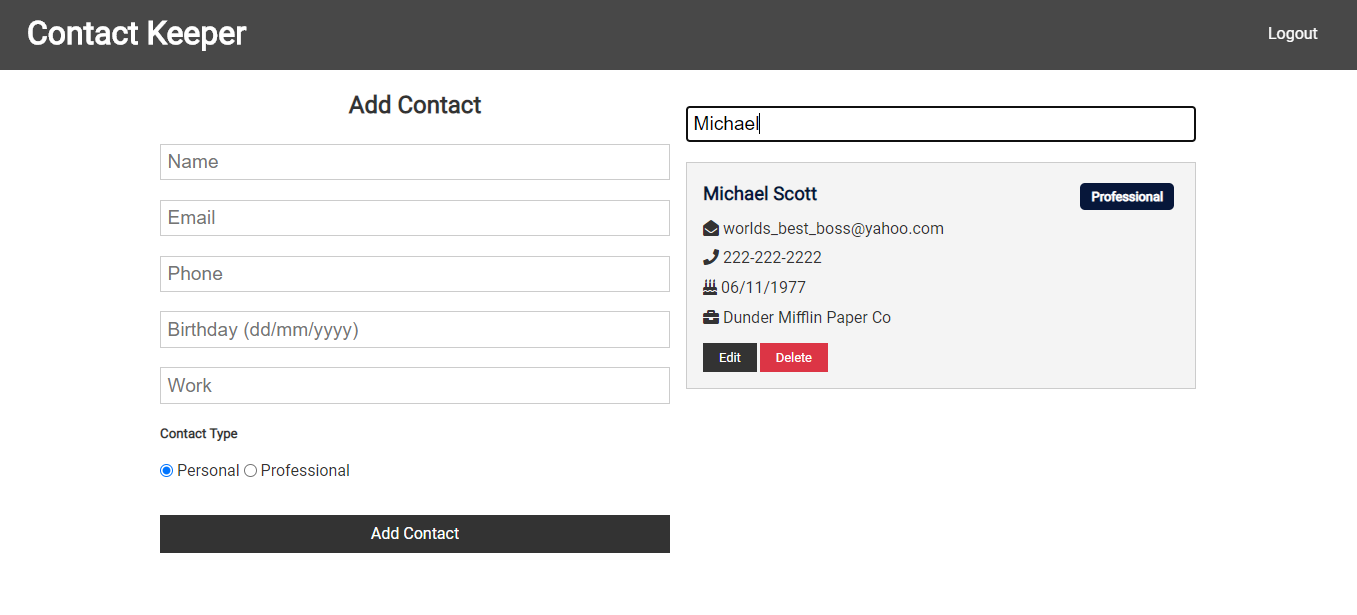 Contact Keeper
Logout
Add Contact
Name
Email
Phone
Birthday (dd/mm/yyyy)
Work
Contact Type
Personal Professional
Add Contact
Michael
Michael Scott
Professional
worlds_best_boss@yahoo.com
222-222-2222
06/11/1977
Dunder Mifflin Paper Co
Edit Delete